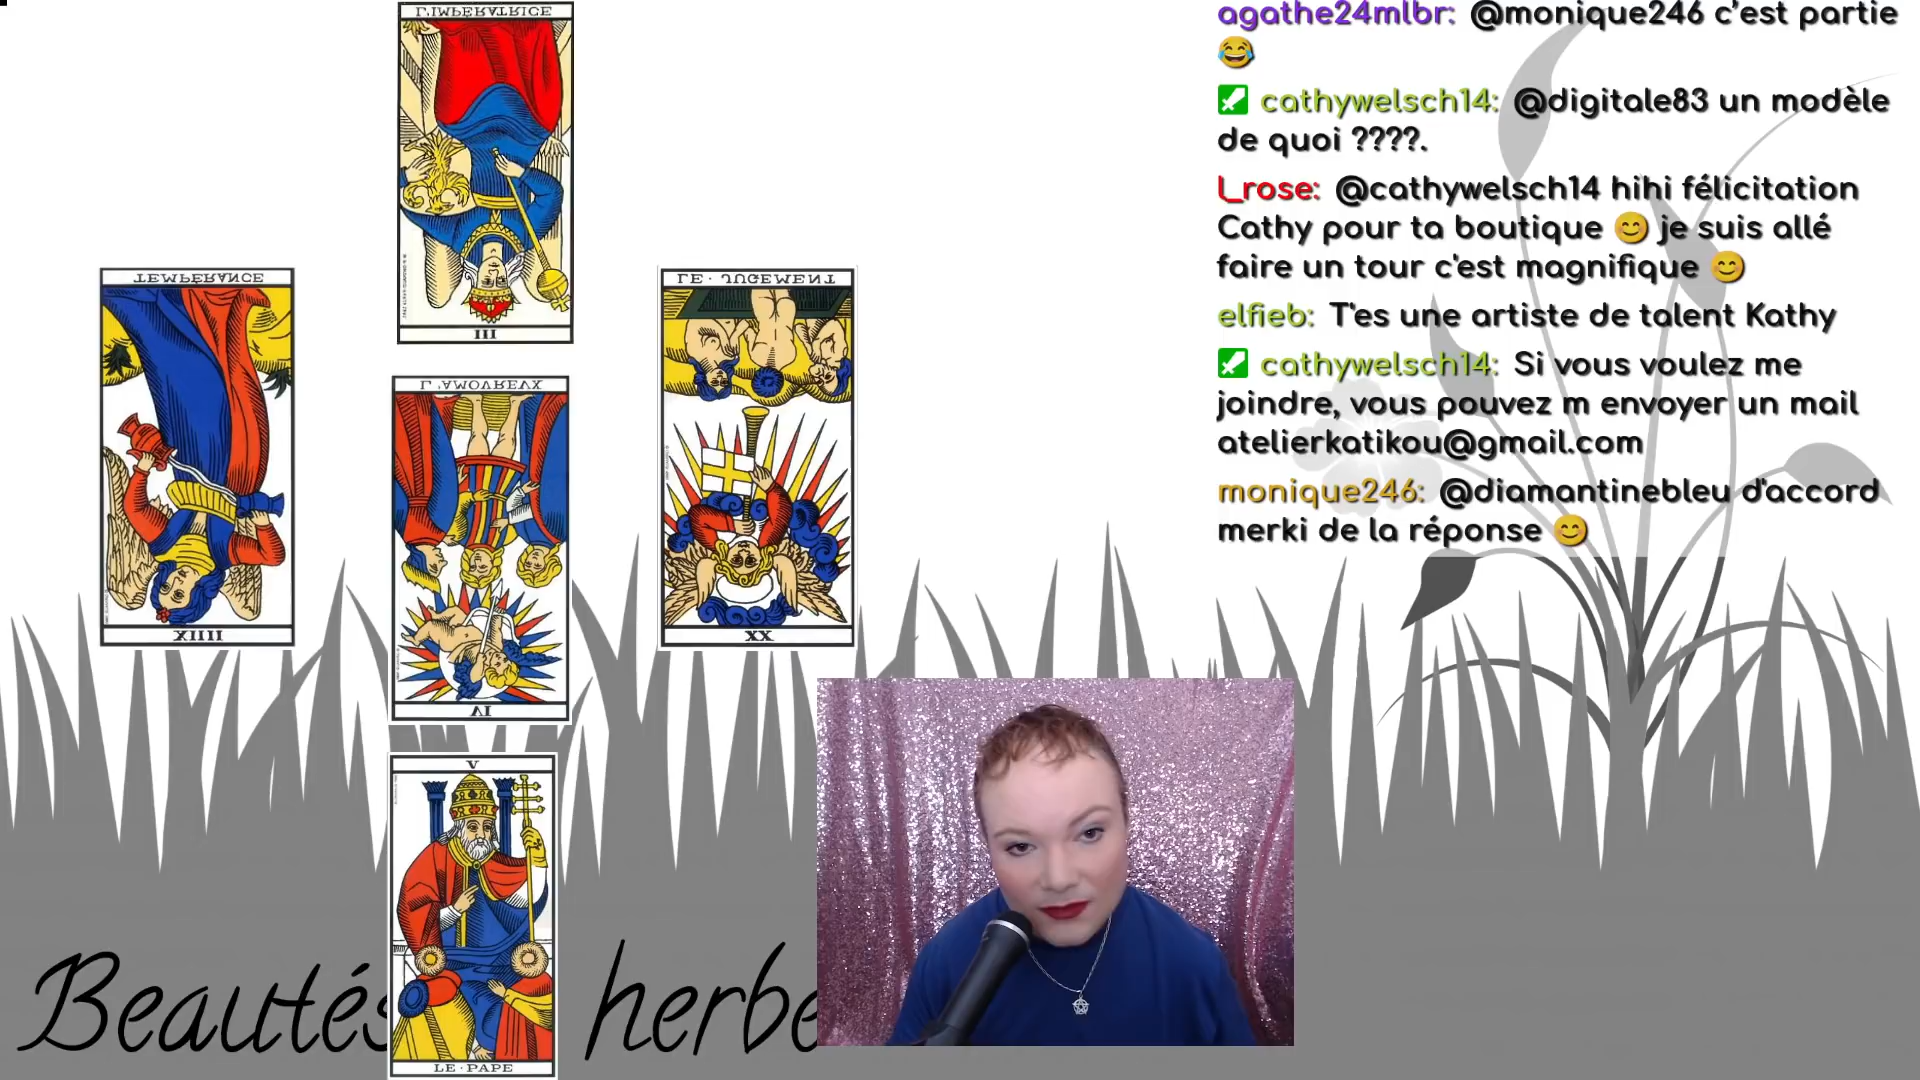 L'IMPÉRATRICE
III
TEMPÉRANCE
XIIII
L'AMOVREVX
VI
LE·JUGEMENT
XX
V
LE·PAPE
Beautés herbe
agathe24mlbr: @monique246 c'est partie
😂
cathywelsch14: @digitale83 un modèle
de quoi ????.
l_rose: @cathywelsch14 hihi félicitation
Cathy pour ta boutique 😊 je suis allé
faire un tour c'est magnifique 😊
elfieb: T'es une artiste de talent Kathy
cathywelsch14: Si vous voulez me
joindre, vous pouvez m envoyer un mail
atelierkatikou@gmail.com
monique246: @diamantinebleu d'accord
merki de la réponse 😊